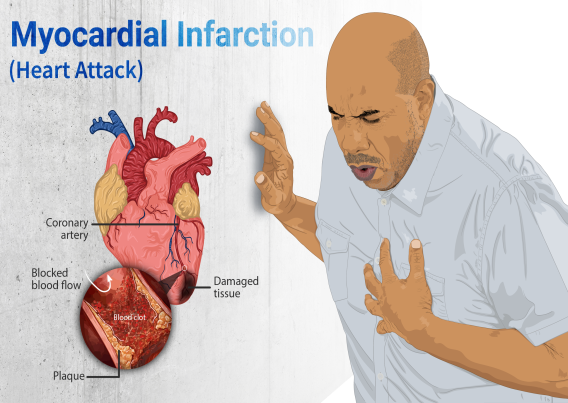 Myocardial Infarction
(Heart Attack)
Coronary
artery
Blocked
blood flow
Blood clot
Damaged
tissue
Plaque